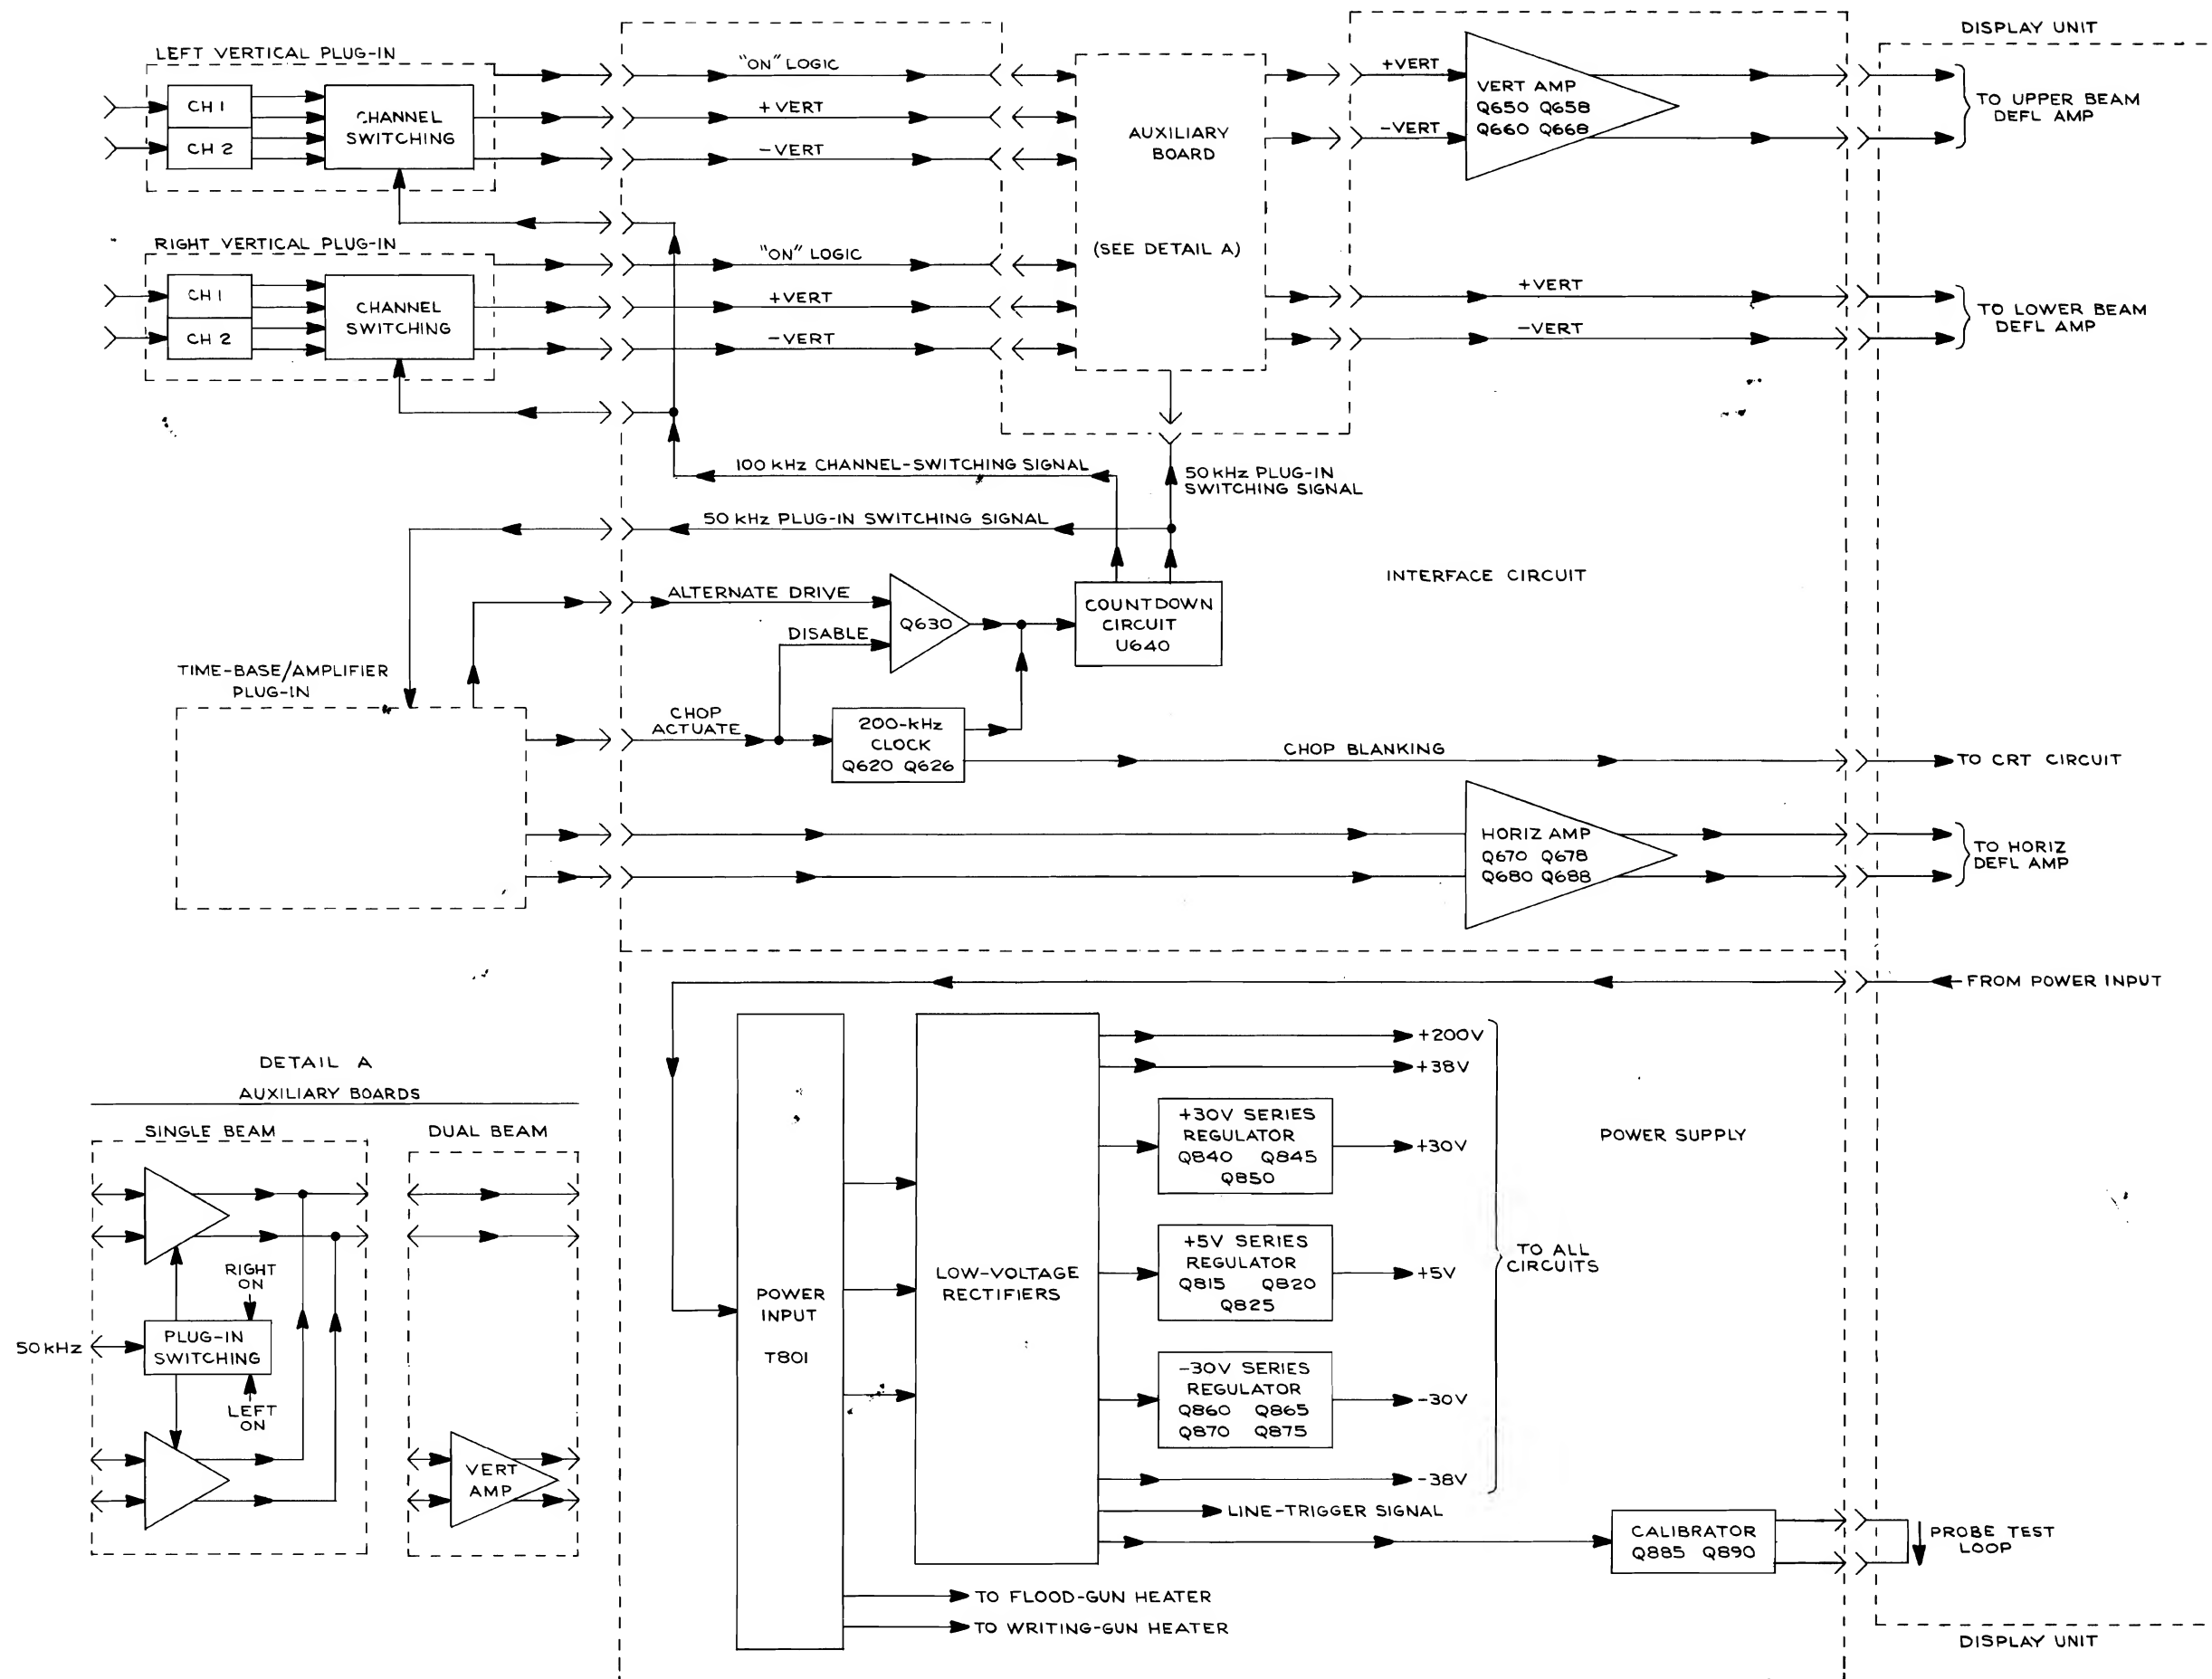 DISPLAY UNIT
LEFT VERTICAL PLUG-IN
CH 1
CH 2
CHANNEL
SWITCHING
"ON" LOGIC
+VERT
-VERT
AUXILIARY
BOARD
(SEE DETAIL A)
+VERT
-VERT
VERT AMP
Q650 Q658
Q660 Q668
TO UPPER BEAM
DEFL AMP
RIGHT VERTICAL PLUG-IN
CH 1
CH 2
CHANNEL
SWITCHING
"ON" LOGIC
+VERT
-VERT
+VERT
-VERT
TO LOWER BEAM
DEFL AMP
100 kHz CHANNEL-SWITCHING SIGNAL
50 kHz PLUG-IN
SWITCHING SIGNAL
50 kHz PLUG-IN SWITCHING SIGNAL
INTERFACE CIRCUIT
ALTERNATE DRIVE
DISABLE
Q630
COUNTDOWN
CIRCUIT
U640
TIME-BASE/AMPLIFIER
PLUG-IN
CHOP
ACTUATE
200-kHz
CLOCK
Q620 Q626
CHOP BLANKING
TO CRT CIRCUIT
HORIZ AMP
Q670 Q678
Q680 Q688
TO HORIZ
DEFL AMP
FROM POWER INPUT
POWER
INPUT
T801
LOW-VOLTAGE
RECTIFIERS
+200V
+38V
+30V SERIES
REGULATOR
Q840 Q845
Q850
+30V
+5V SERIES
REGULATOR
Q815 Q820
Q825
+5V
-30V SERIES
REGULATOR
Q860 Q865
Q870 Q875
-30V
-38V
TO ALL
CIRCUITS
POWER SUPPLY
LINE-TRIGGER SIGNAL
CALIBRATOR
Q885 Q890
PROBE TEST
LOOP
TO FLOOD-GUN HEATER
TO WRITING-GUN HEATER
DISPLAY UNIT
DETAIL A
AUXILIARY BOARDS
SINGLE BEAM
DUAL BEAM
RIGHT
ON
50 kHz
PLUG-IN
SWITCHING
LEFT
ON
VERT
AMP